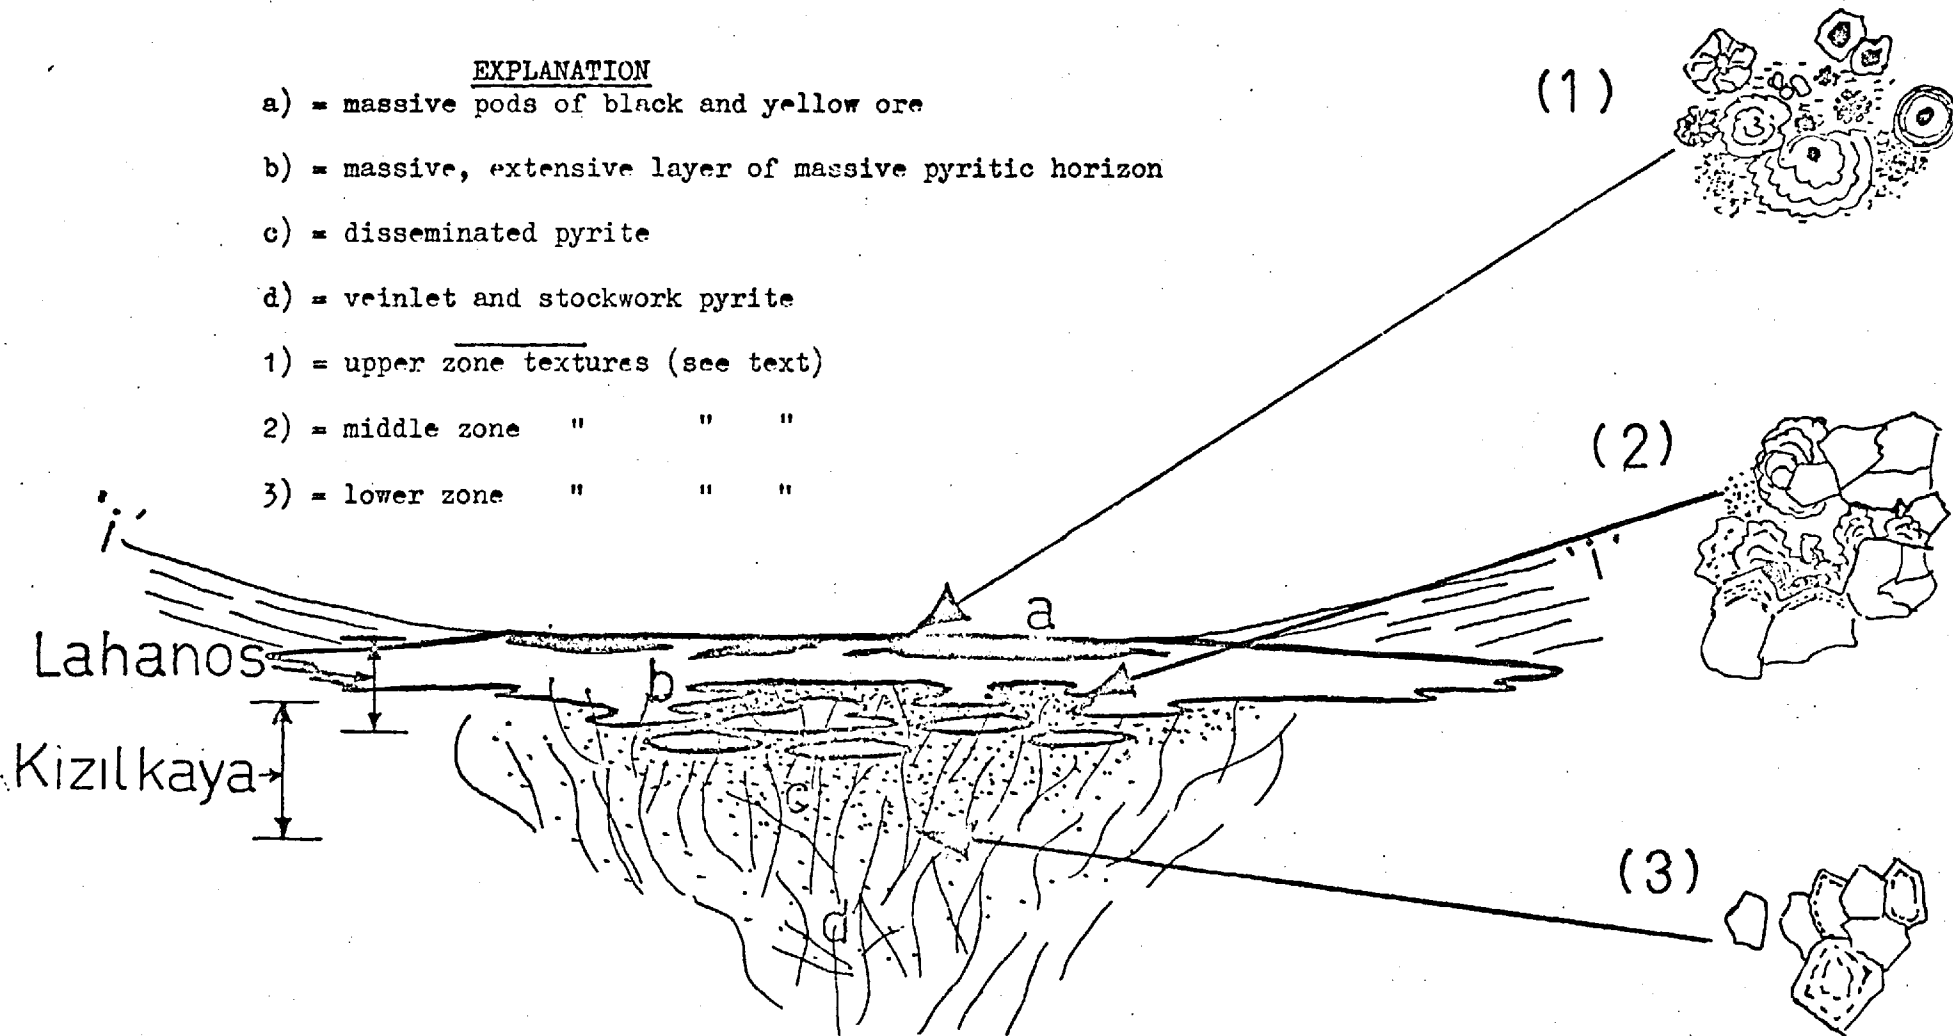 EXPLANATION
a) = massive pods of black and yellow ore
b) = massive, extensive layer of massive pyritic horizon
c) = disseminated pyrite
d) = veinlet and stockwork pyrite
1) = upper zone textures (see text)
2) = middle zone " " "
3) = lower zone " " "
(1)
(2)
(3)
'i'
'i'
a
Lahanos
b
Kizılkaya
c
d